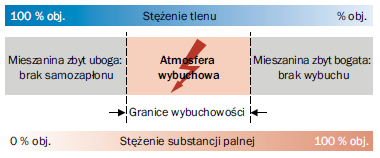 100 % obj. Stężenie tlenu % obj.
Mieszanina zbyt uboga: Atmosfera Mieszanina zbyt bogata:
brak samozapłonu wybuchowa brak wybuchu
Granice wybuchowości
0 % obj. Stężenie substancji palnej 100 % obj.